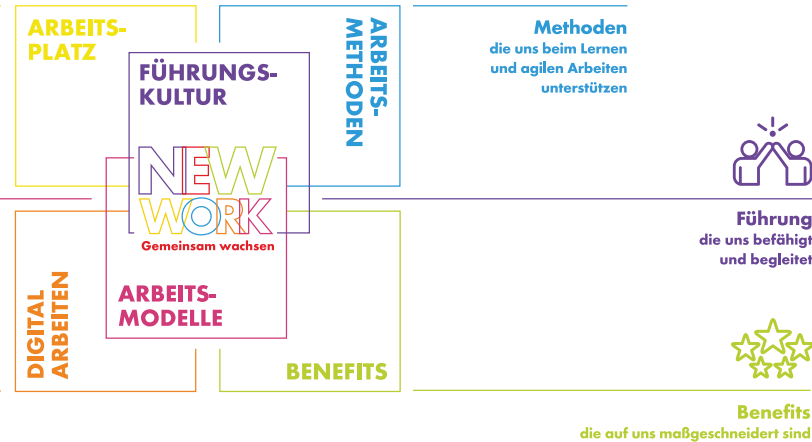 ARBEITS-
PLATZ
FÜHRUNGS-
KULTUR
ARBEITS-
METHODEN
NEW
WORK
Gemeinsam wachsen
DIGITAL
ARBEITEN
ARBEITS-
MODELLE
BENEFITS
Methoden
die uns beim Lernen
und agilen Arbeiten
unterstützen
Führung
die uns befähigt
und begleitet
Benefits
die auf uns maßgeschneidert sind